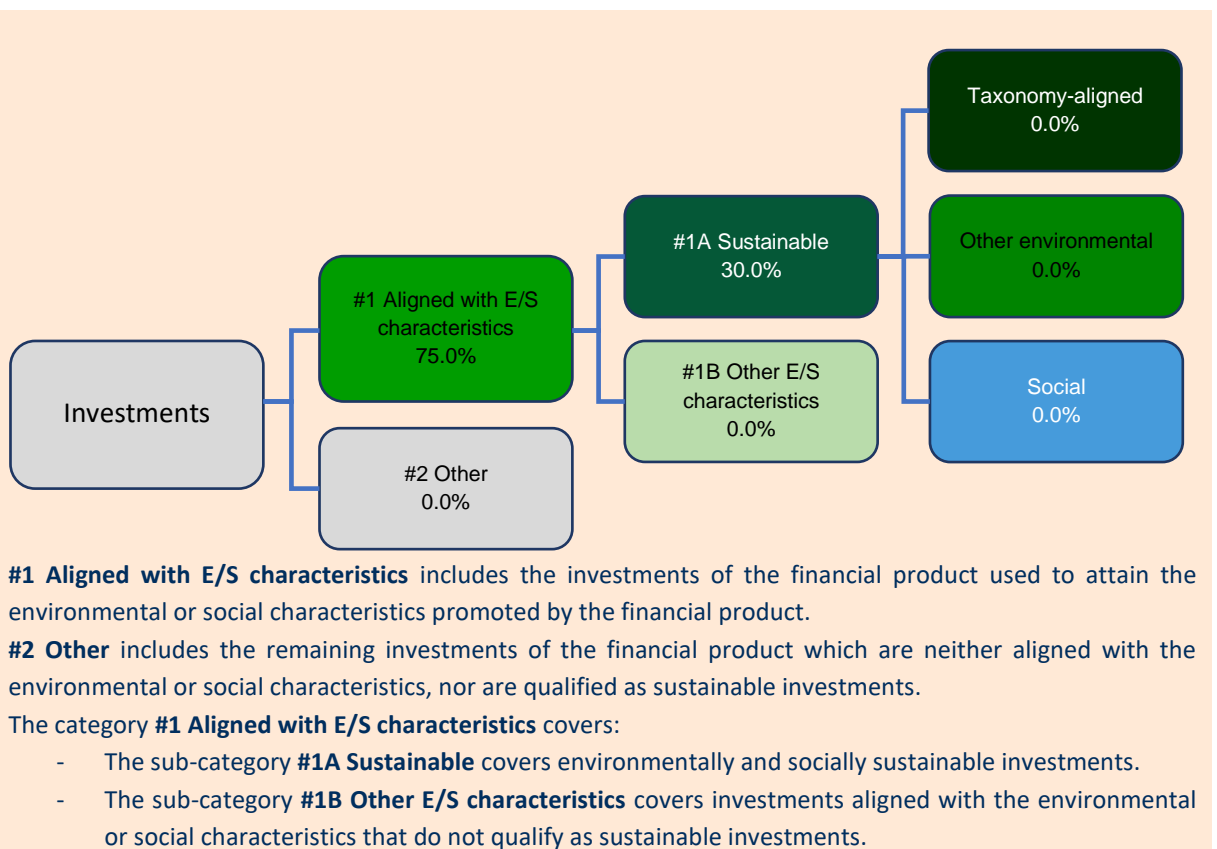 Taxonomy-aligned
0.0%
#1A Sustainable
30.0%
Other environmental
0.0%
#1 Aligned with E/S
characteristics
75.0%
#1B Other E/S
characteristics
0.0%
Social
0.0%
Investments
#2 Other
0.0%
#1 Aligned with E/S characteristics includes the investments of the financial product used to attain the
environmental or social characteristics promoted by the financial product.
#2 Other includes the remaining investments of the financial product which are neither aligned with the
environmental or social characteristics, nor are qualified as sustainable investments.
The category #1 Aligned with E/S characteristics covers:
- The sub-category #1A Sustainable covers environmentally and socially sustainable investments.
- The sub-category #1B Other E/S characteristics covers investments aligned with the environmental
or social characteristics that do not qualify as sustainable investments.